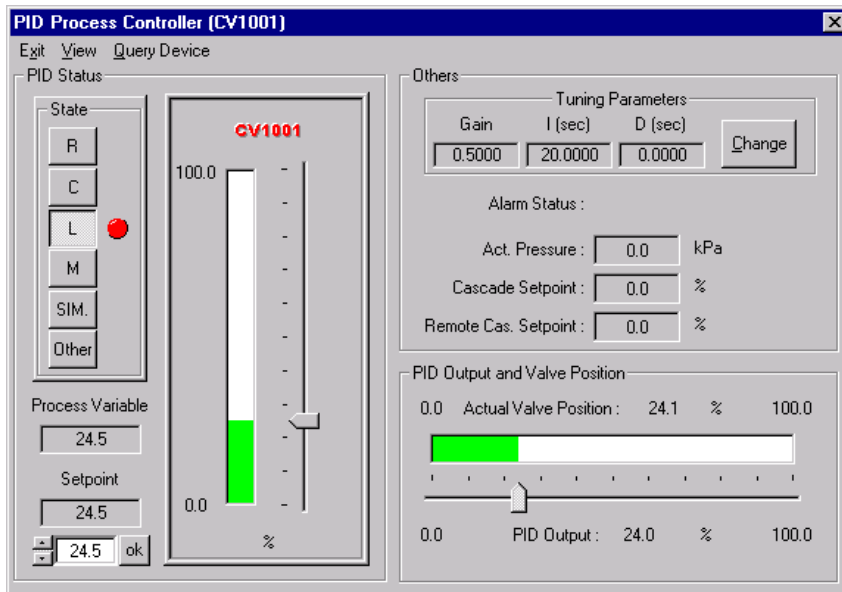 PID Process Controller (CV1001)
Exit View Query Device
PID Status
State
R
C
L
M
SIM.
Other
Process Variable
24.5
Setpoint
24.5
24.5 ok
CV1001
100.0
0.0
%
Others
Tuning Parameters
Gain I (sec) D (sec)
0.5000 20.0000 0.0000 Change
Alarm Status :
Act. Pressure : 0.0 kPa
Cascade Setpoint : 0.0 %
Remote Cas. Setpoint : 0.0 %
PID Output and Valve Position
0.0 Actual Valve Position : 24.1 % 100.0
0.0 PID Output : 24.0 % 100.0